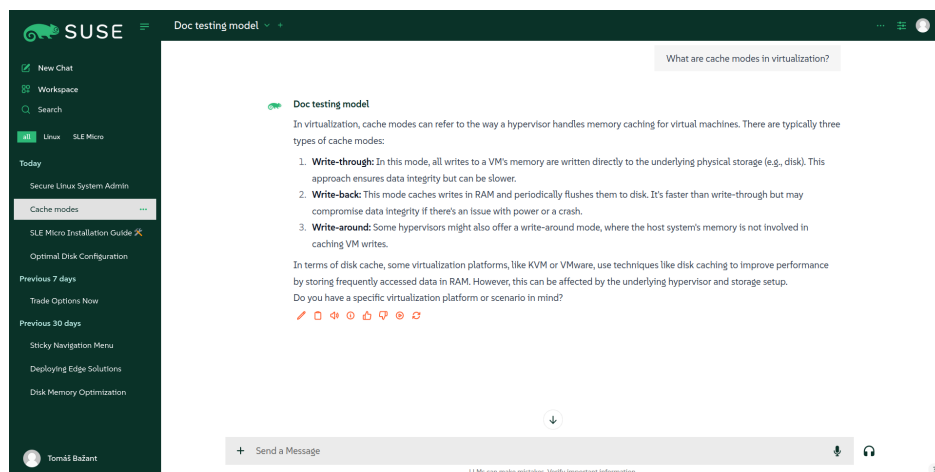 SUSE
Doc testing model
New Chat
Workspace
Search
all Linux SLE Micro
Today
Secure Linux System Admin
Cache modes
SLE Micro Installation Guide
Optimal Disk Configuration
Previous 7 days
Trade Options Now
Previous 30 days
Sticky Navigation Menu
Deploying Edge Solutions
Disk Memory Optimization
Tomáš Bažant
What are cache modes in virtualization?
Doc testing model
In virtualization, cache modes can refer to the way a hypervisor handles memory caching for virtual machines. There are typically three
types of cache modes:
1. Write-through: In this mode, all writes to a VM's memory are written directly to the underlying physical storage (e.g., disk). This
approach ensures data integrity but can be slower.
2. Write-back: This mode caches writes in RAM and periodically flushes them to disk. It's faster than write-through but may
compromise data integrity if there's an issue with power or a crash.
3. Write-around: Some hypervisors might also offer a write-around mode, where the host system's memory is not involved in
caching VM writes.
In terms of disk cache, some virtualization platforms, like KVM or VMware, use techniques like disk caching to improve performance
by storing frequently accessed data in RAM. However, this can be affected by the underlying hypervisor and storage setup.
Do you have a specific virtualization platform or scenario in mind?
Send a Message
LLMs can make mistakes. Verify important information.